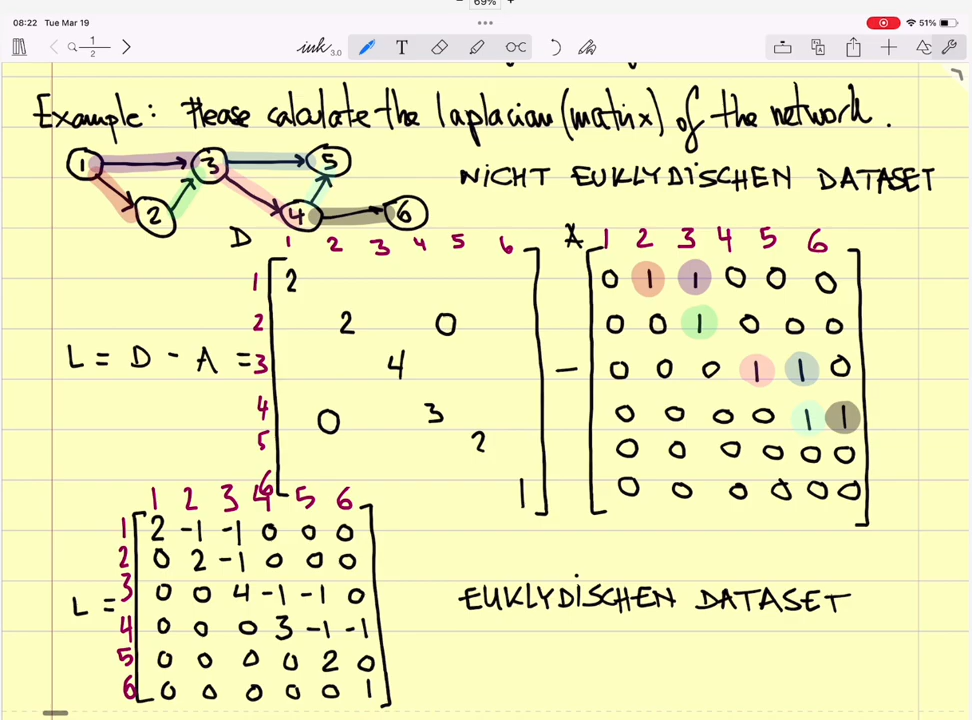 69%
08:22 Tue Mar 19
51%
1
2
ink 3.0
T
Example: Please calculate the laplacian (matrix) of the network.
1 3 5
NICHT EUKLYDISCHEN DATASET
2 4 6
D 1 2 3 4 5 6 A 1 2 3 4 5 6
1 2 0 1 1 0 0 0
2 2 0 0 0 1 0 0 0
L = D - A = 3 4 - 0 0 0 1 1 0
4 0 3 0 0 0 0 1 1
5 2 0 0 0 0 0 0
6 1 0 0 0 0 0 0
1 2 3 4 5 6
1 2 -1 -1 0 0 0
2 0 2 -1 0 0 0
L = 3 0 0 4 -1 -1 0
EUKLYDISCHEN DATASET
4 0 0 0 3 -1 -1
5 0 0 0 0 2 0
6 0 0 0 0 0 1